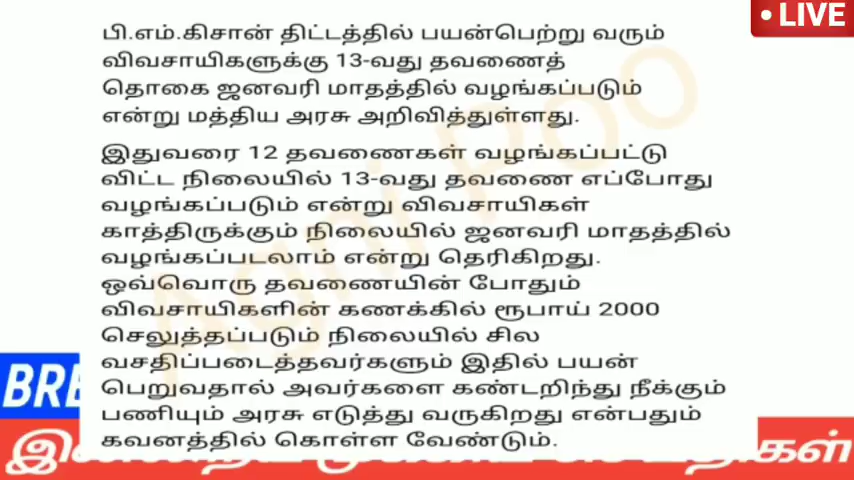 LIVE
பி.எம்.கிசான் திட்டத்தில் பயன்பெற்று வரும்
விவசாயிகளுக்கு 13-வது தவணைத்
தொகை ஜனவரி மாதத்தில் வழங்கப்படும்
என்று மத்திய அரசு அறிவித்துள்ளது.
இதுவரை 12 தவணைகள் வழங்கப்பட்டு
விட்ட நிலையில் 13-வது தவணை எப்போது
வழங்கப்படும் என்று விவசாயிகள்
காத்திருக்கும் நிலையில் ஜனவரி மாதத்தில்
வழங்கப்படலாம் என்று தெரிகிறது.
ஒவ்வொரு தவணையின் போதும்
விவசாயிகளின் கணக்கில் ரூபாய் 2000
செலுத்தப்படும் நிலையில் சில
வசதிப்படைத்தவர்களும் இதில் பயன்
பெறுவதால் அவர்களை கண்டறிந்து நீக்கும்
பணியும் அரசு எடுத்து வருகிறது என்பதும்
கவனத்தில் கொள்ள வேண்டும்.
Agni Poo
BRE